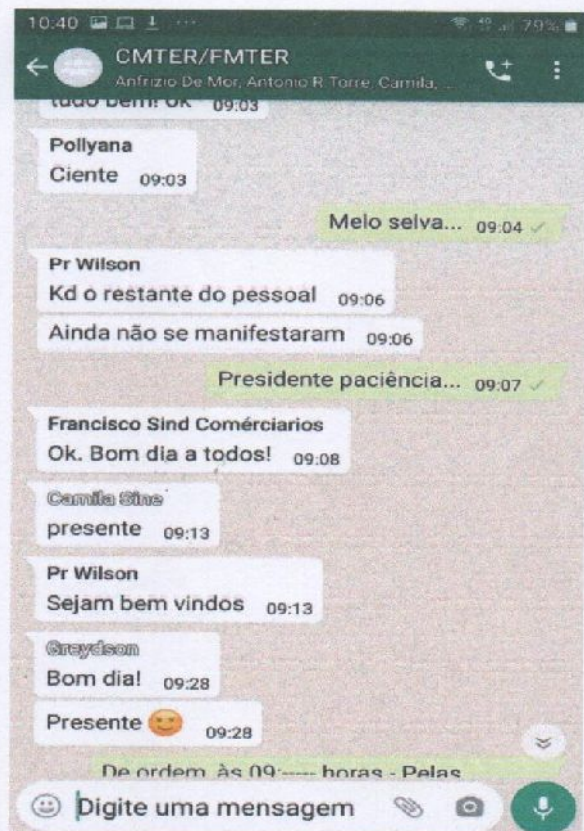 10:40 79%
CMTER/FMTER
Anfrizio De Mor, Antonio R Torre, Camila, ...
tudo bem! ok 09:03
Pollyana
Ciente 09:03
Melo selva... 09:04
Pr Wilson
Kd o restante do pessoal 09:06
Ainda não se manifestaram 09:06
Presidente paciência... 09:07
Francisco Sind Comérciarios
Ok. Bom dia a todos! 09:08
Camila Sine
presente 09:13
Pr Wilson
Sejam bem vindos 09:13
Greydson
Bom dia! 09:28
Presente 😊 09:28
De ordem, às 09:----- horas - Pelas
Digite uma mensagem